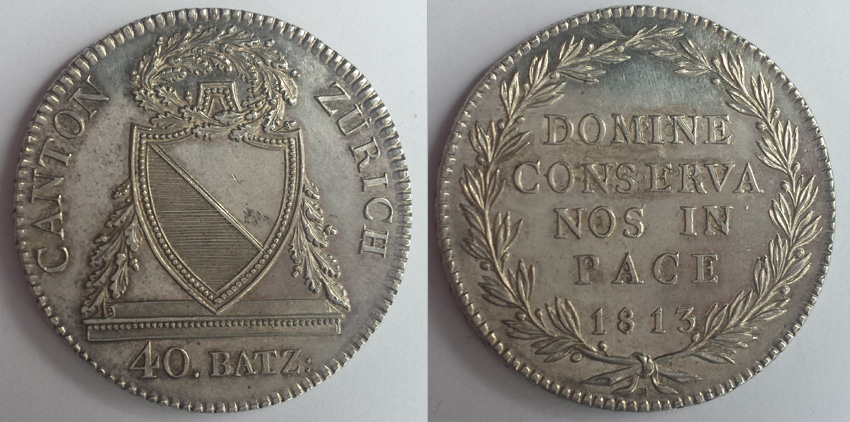 CANTON ZÜRICH
40. BATZ:
DOMINE
CONSERVA
NOS IN
PACE
1813
B